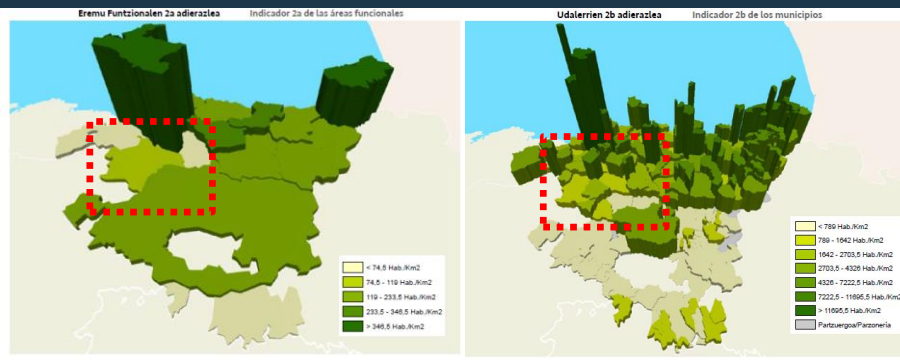 Eremu Funtzionalen 2a adierazlea Indicador 2a de las áreas funcionales
< 74,5 Hab./Km2
74,5 - 119 Hab./Km2
119 - 233,5 Hab./Km2
233,5 - 346,5 Hab./Km2
> 346,5 Hab./Km2
Udalerrien 2b adierazlea Indicador 2b de los municipios
< 789 Hab./Km2
789 - 1642 Hab./Km2
1642 - 2703,5 Hab./Km2
2703,5 - 4326 Hab./Km2
4326 - 7222,5 Hab./Km2
7222,5 - 11695,5 Hab./Km2
> 11695,5 Hab./Km2
Partzuergoa/Parzonería